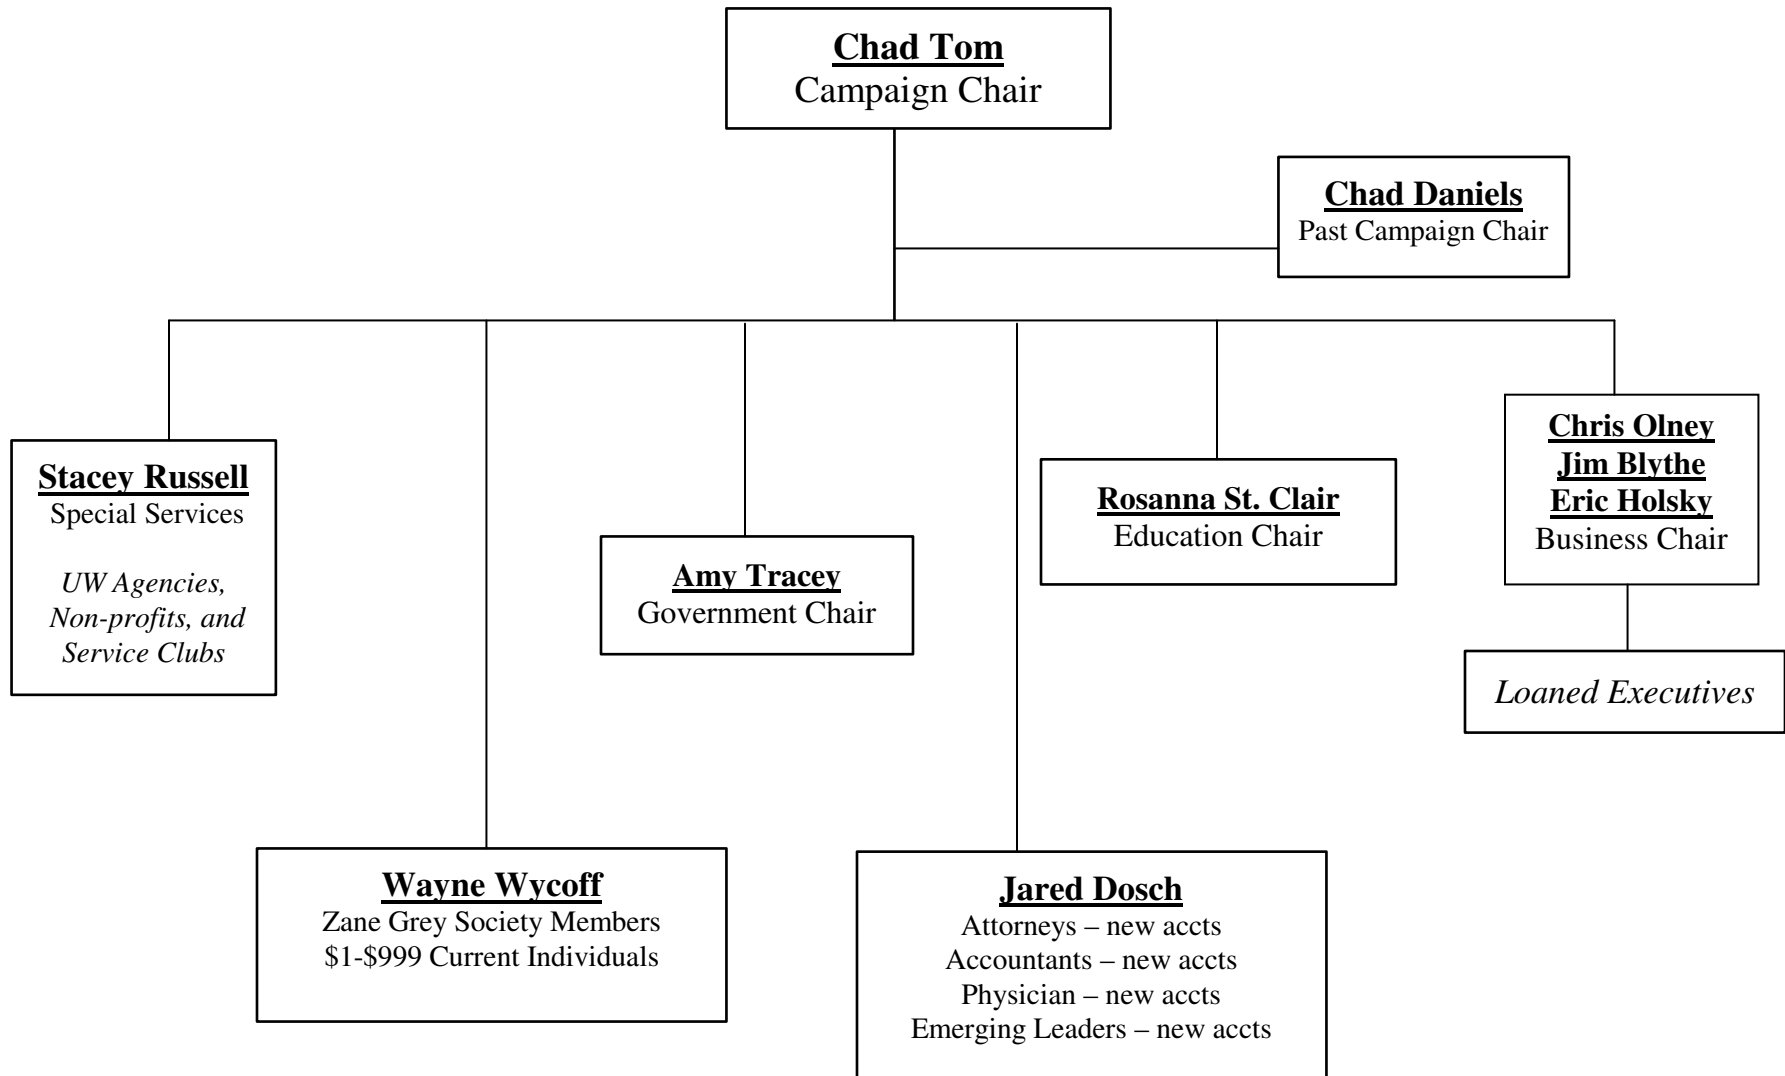 Chad Tom
Campaign Chair
Chad Daniels
Past Campaign Chair
Stacey Russell
Special Services
UW Agencies,
Non-profits, and
Service Clubs
Wayne Wycoff
Zane Grey Society Members
$1-$999 Current Individuals
Amy Tracey
Government Chair
Jared Dosch
Attorneys – new accts
Accountants – new accts
Physician – new accts
Emerging Leaders – new accts
Rosanna St. Clair
Education Chair
Chris Olney
Jim Blythe
Eric Holsky
Business Chair
Loaned Executives